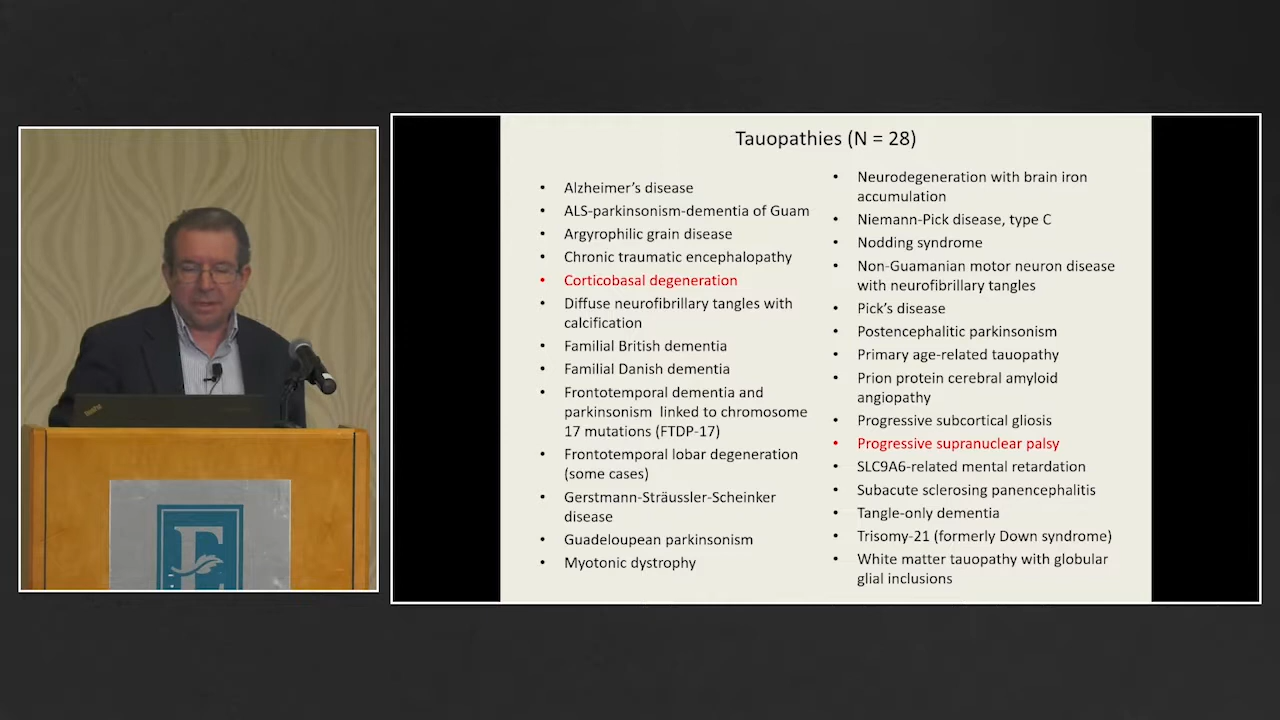 Tauopathies (N = 28)
• Alzheimer's disease
• ALS-parkinsonism-dementia of Guam
• Argyrophilic grain disease
• Chronic traumatic encephalopathy
• Corticobasal degeneration
• Diffuse neurofibrillary tangles with
calcification
• Familial British dementia
• Familial Danish dementia
• Frontotemporal dementia and
parkinsonism linked to chromosome
17 mutations (FTDP-17)
• Frontotemporal lobar degeneration
(some cases)
• Gerstmann-Sträussler-Scheinker
disease
• Guadeloupean parkinsonism
• Myotonic dystrophy
• Neurodegeneration with brain iron
accumulation
• Niemann-Pick disease, type C
• Nodding syndrome
• Non-Guamanian motor neuron disease
with neurofibrillary tangles
• Pick's disease
• Postencephalitic parkinsonism
• Primary age-related tauopathy
• Prion protein cerebral amyloid
angiopathy
• Progressive subcortical gliosis
• Progressive supranuclear palsy
• SLC9A6-related mental retardation
• Subacute sclerosing panencephalitis
• Tangle-only dementia
• Trisomy-21 (formerly Down syndrome)
• White matter tauopathy with globular
glial inclusions
E